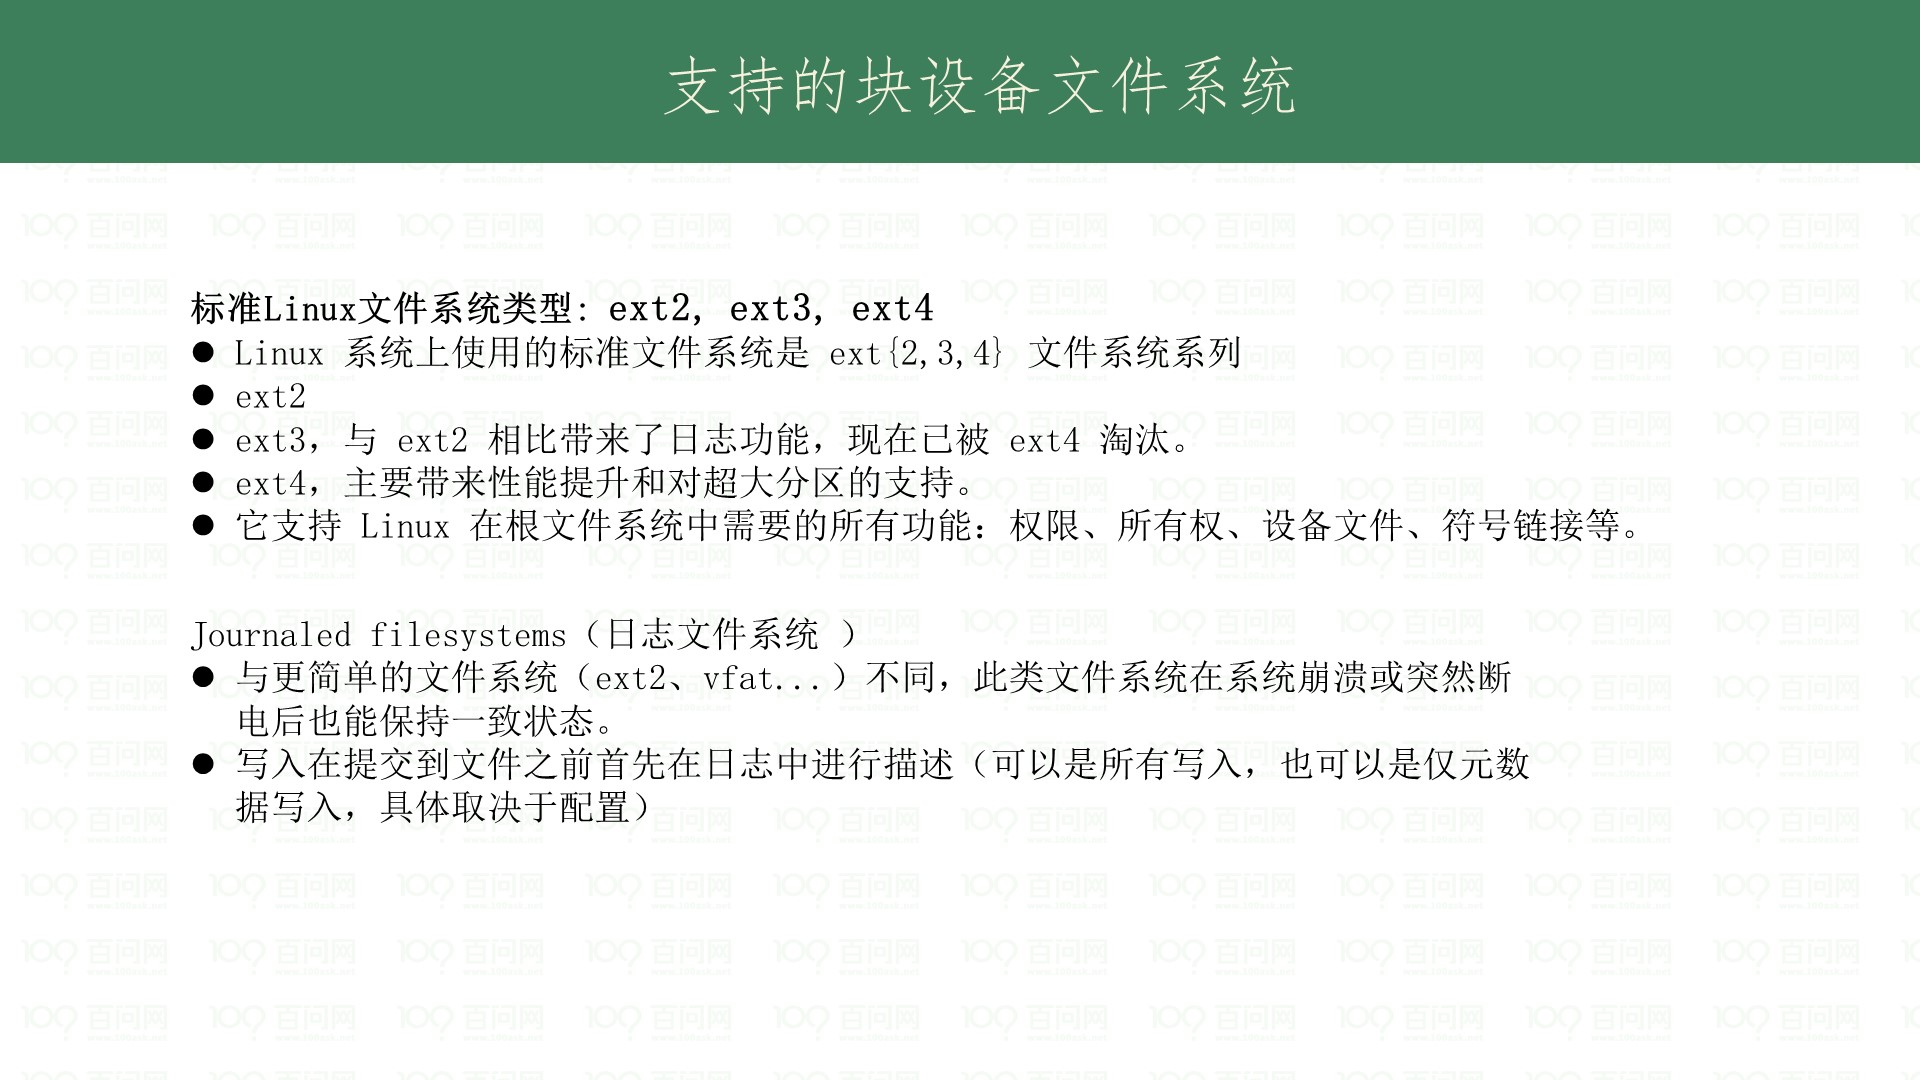 支持的块设备文件系统
标准Linux文件系统类型: ext2, ext3, ext4
● Linux 系统上使用的标准文件系统是 ext{2,3,4} 文件系统系列
● ext2
● ext3，与 ext2 相比带来了日志功能，现在已被 ext4 淘汰。
● ext4，主要带来性能提升和对超大分区的支持。
● 它支持 Linux 在根文件系统中需要的所有功能：权限、所有权、设备文件、符号链接等。
Journaled filesystems（日志文件系统 ）
● 与更简单的文件系统（ext2、vfat...）不同，此类文件系统在系统崩溃或突然断
电后也能保持一致状态。
● 写入在提交到文件之前首先在日志中进行描述（可以是所有写入，也可以是仅元数
据写入，具体取决于配置）